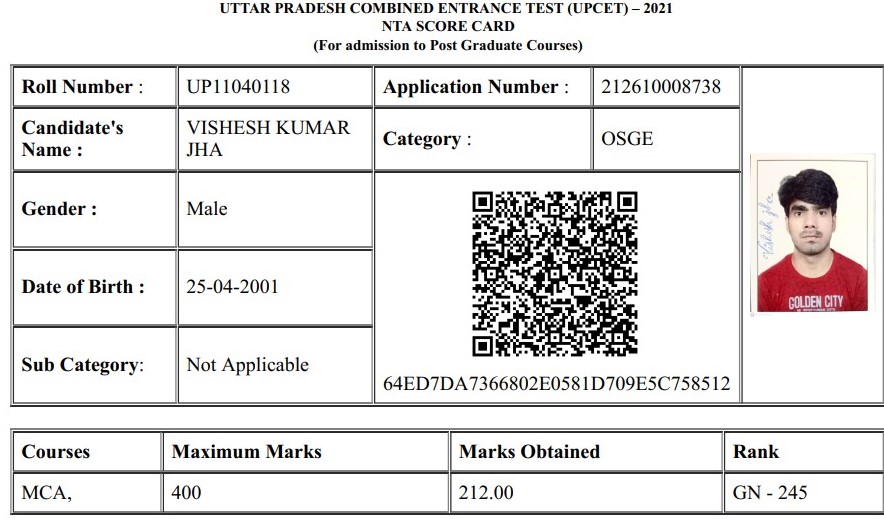 UTTAR PRADESH COMBINED ENTRANCE TEST (UPCET) – 2021
NTA SCORE CARD
(For admission to Post Graduate Courses)
Roll Number : UP11040118 Application Number : 212610008738
Candidate's Name : VISHESH KUMAR JHA Category : OSGE
Gender : Male
Date of Birth : 25-04-2001
Sub Category: Not Applicable
64ED7DA7366802E0581D709E5C758512
Vishesh jha
GOLDEN CITY
Courses Maximum Marks Marks Obtained Rank
MCA, 400 212.00 GN - 245